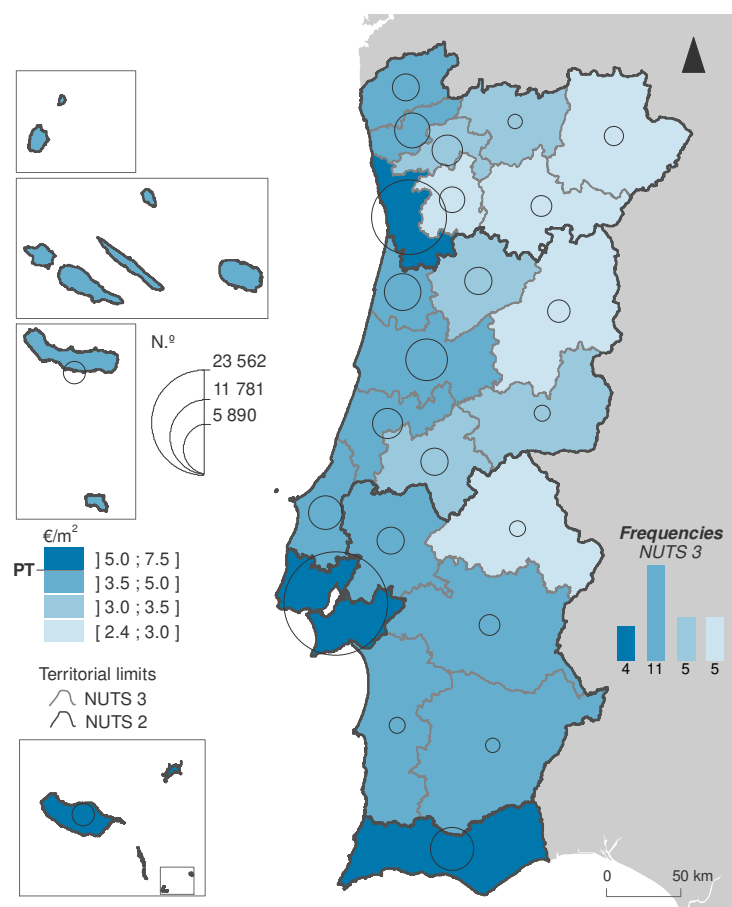 N.º
23 562
11 781
5 890
€/m²
PT
] 5.0 ; 7.5 ]
] 3.5 ; 5.0 ]
] 3.0 ; 3.5 ]
[ 2.4 ; 3.0 ]
Frequencies
NUTS 3
4 11 5 5
Territorial limits
NUTS 3
NUTS 2
0 50 km